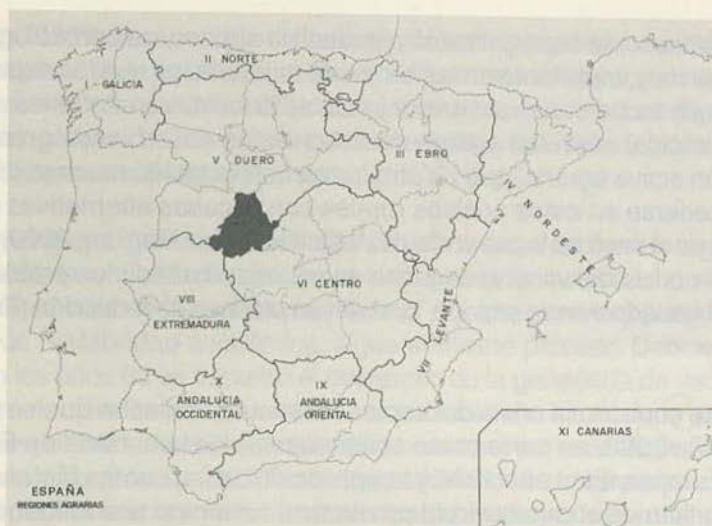 II NORTE
I GALICIA
III EBRO
V DUERO
IV NORDESTE
VI CENTRO
VII LEVANTE
VIII
EXTREMADURA
X
ANDALUCIA
OCCIDENTAL
IX
ANDALUCIA
ORIENTAL
XI CANARIAS
ESPAÑA
REGIONES AGRARIAS